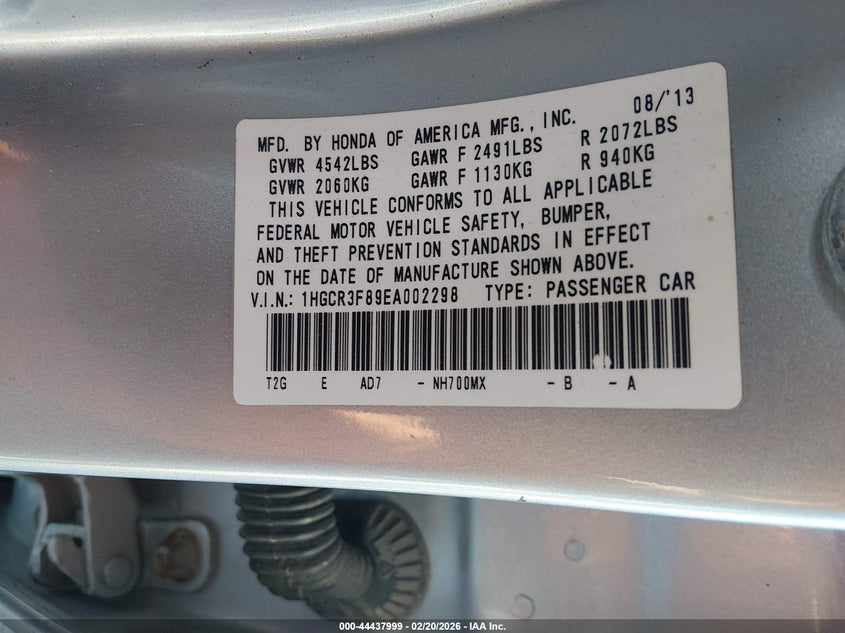 08/'13
MFD. BY HONDA OF AMERICA MFG., INC.
GVWR 4542LBS GAWR F 2491LBS R 2072LBS
GVWR 2060KG GAWR F 1130KG R 940KG
THIS VEHICLE CONFORMS TO ALL APPLICABLE
FEDERAL MOTOR VEHICLE SAFETY, BUMPER,
AND THEFT PREVENTION STANDARDS IN EFFECT
ON THE DATE OF MANUFACTURE SHOWN ABOVE.
V.I.N.: 1HGCR3F89EA002298 TYPE: PASSENGER CAR
T2G E AD7 - NH700MX - B - A
000-44437999 - 02/20/2026 - IAA Inc.